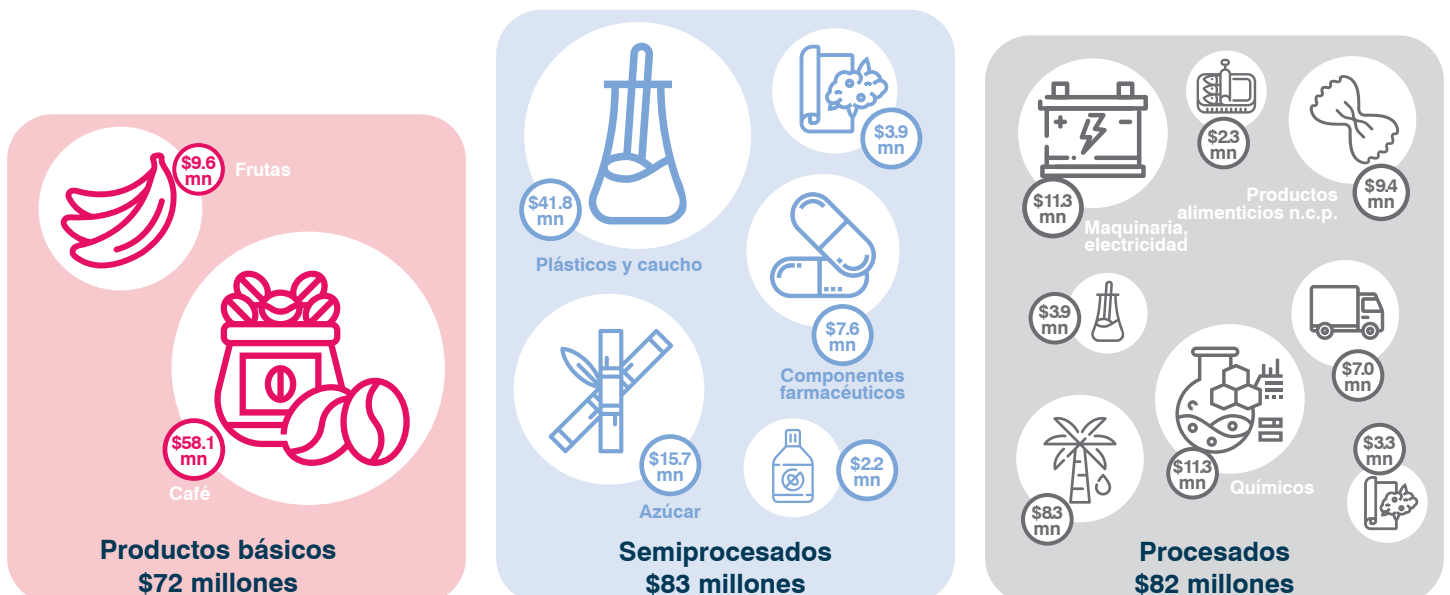 $9.6
mn
Frutas
$58.1
mn
Café
Productos básicos
$72 millones
$41.8
mn
Plásticos y caucho
$3.9
mn
$7.6
mn
Componentes
farmacéuticos
$15.7
mn
Azúcar
$2.2
mn
Semiprocesados
$83 millones
$11.3
mn
Maquinaria,
electricidad
$2.3
mn
Productos
alimenticios n.c.p.
$9.4
mn
$3.9
mn
$7.0
mn
$11.3
mn
Químicos
$8.3
mn
$3.3
mn
Procesados
$82 millones